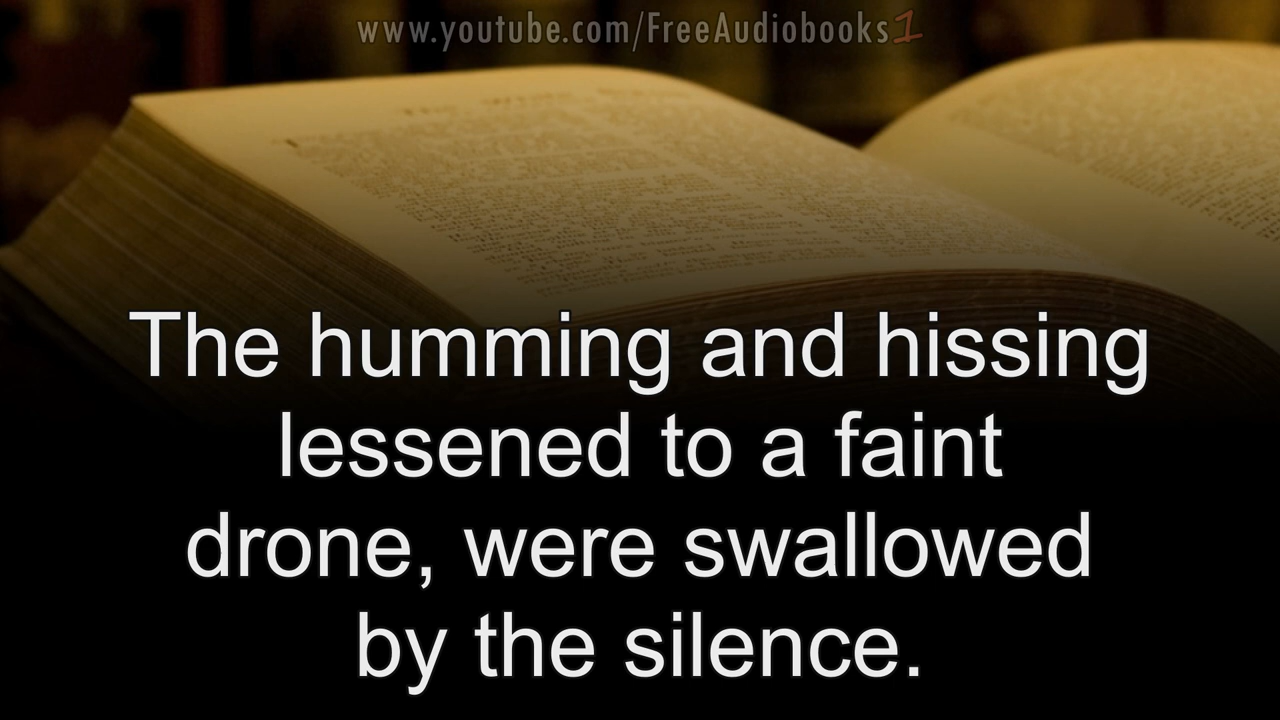 www.youtube.com/FreeAudiobooks1
The humming and hissing
lessened to a faint
drone, were swallowed
by the silence.